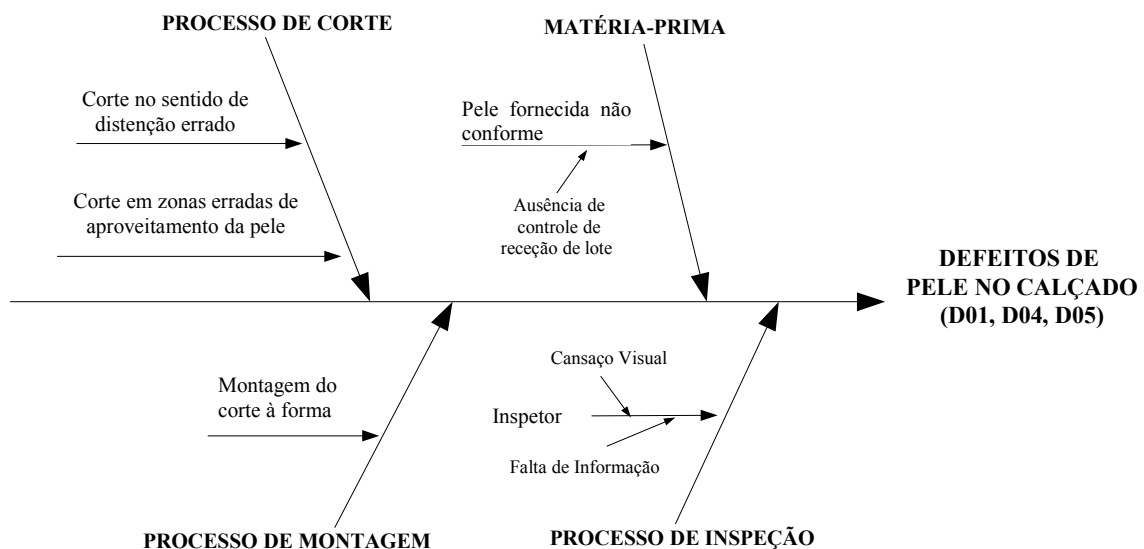 PROCESSO DE CORTE
MATÉRIA-PRIMA
Corte no sentido de
distenção errado
Pele fornecida não
conforme
Corte em zonas erradas de
aproveitamento da pele
Ausência de
controle de
receção de lote
DEFEITOS DE
PELE NO CALÇADO
(D01, D04, D05)
Montagem do
corte à forma
Cansaço Visual
Inspetor
Falta de Informação
PROCESSO DE MONTAGEM
PROCESSO DE INSPEÇÃO